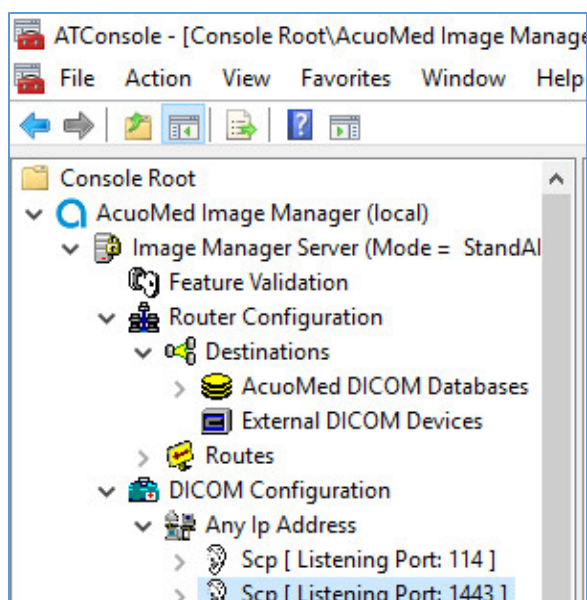 ATConsole - [Console Root\AcuoMed Image Manage
File Action View Favorites Window Help
Console Root
AcuoMed Image Manager (local)
Image Manager Server (Mode = StandAl
Feature Validation
Router Configuration
Destinations
AcuoMed DICOM Databases
External DICOM Devices
Routes
DICOM Configuration
Any Ip Address
Scp [ Listening Port: 114 ]
Scp [ Listening Port: 1443 ]